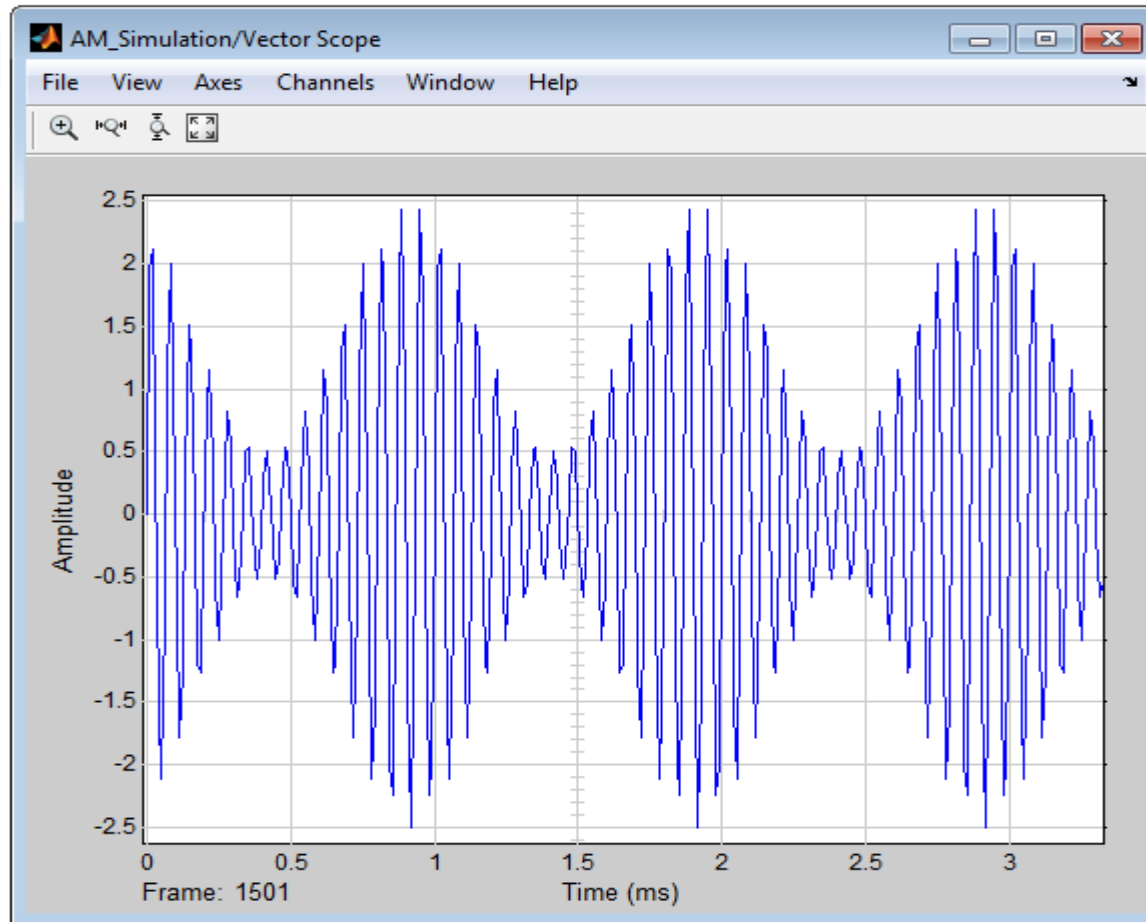 AM_Simulation/Vector Scope
File View Axes Channels Window Help
2.5
2
1.5
1
0.5
0
-0.5
-1
-1.5
-2
-2.5
Amplitude
0 0.5 1 1.5 2 2.5 3
Frame: 1501 Time (ms)